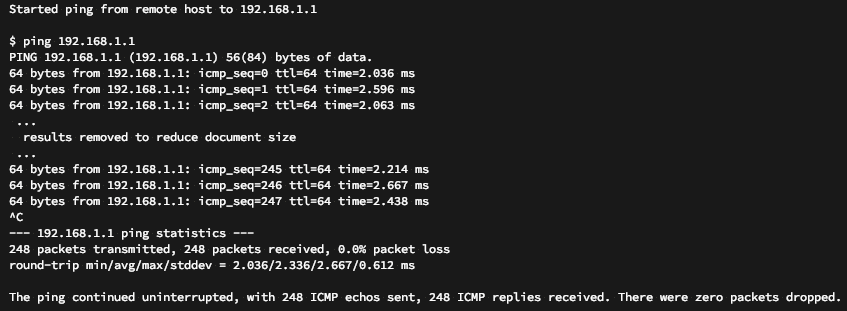 Started ping from remote host to 192.168.1.1
$ ping 192.168.1.1
PING 192.168.1.1 (192.168.1.1) 56(84) bytes of data.
64 bytes from 192.168.1.1: icmp_seq=0 ttl=64 time=2.036 ms
64 bytes from 192.168.1.1: icmp_seq=1 ttl=64 time=2.596 ms
64 bytes from 192.168.1.1: icmp_seq=2 ttl=64 time=2.063 ms
...
results removed to reduce document size
...
64 bytes from 192.168.1.1: icmp_seq=245 ttl=64 time=2.214 ms
64 bytes from 192.168.1.1: icmp_seq=246 ttl=64 time=2.667 ms
64 bytes from 192.168.1.1: icmp_seq=247 ttl=64 time=2.438 ms
^C
--- 192.168.1.1 ping statistics ---
248 packets transmitted, 248 packets received, 0.0% packet loss
round-trip min/avg/max/stddev = 2.036/2.336/2.667/0.612 ms
The ping continued uninterrupted, with 248 ICMP echos sent, 248 ICMP replies received. There were zero packets dropped.